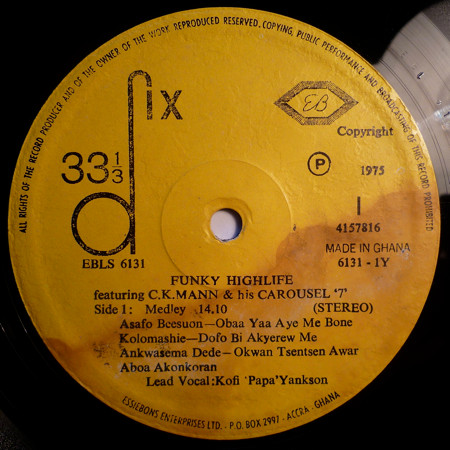 ALL RIGHTS OF THE RECORD PRODUCER AND OF THE OWNER OF THE WORK REPRODUCED RESERVED. COPYING, PUBLIC PERFORMANCE AND BROADCASTING OF THIS RECORD PROHIBITED
dix
EB
Copyright
33 1/3
P 1975
I
4157816
MADE IN GHANA
EBLS 6131
6131 - 1Y
FUNKY HIGHLIFE
featuring C.K.MANN & his CAROUSEL '7'
Side 1: Medley 14.10 (STEREO)
Asafo Beesuon—Obaa Yaa Aye Me Bone
Kolomashie—Dofo Bi Akyerew Me
Ankwasema Dede— Okwan Tsentsen Awar
Aboa Akonkoran
Lead Vocal:Kofi 'Papa'Yankson
ESSIEBONS ENTERPRISES LTD. - P.O. BOX 2997, ACCRA, GHANA